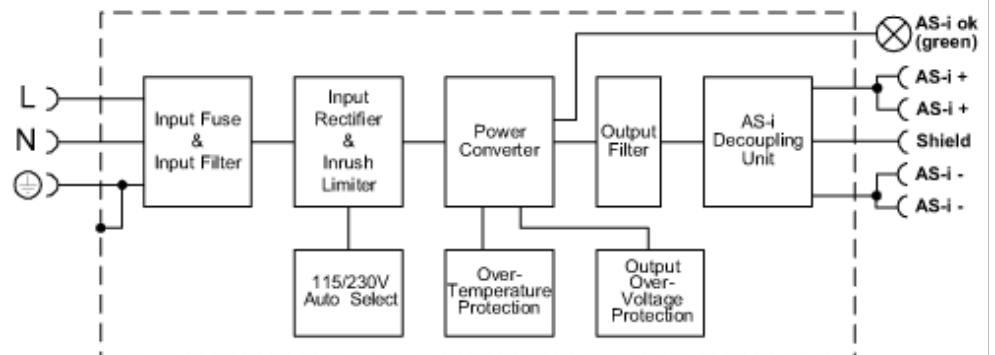 AS-i ok
(green)
L
N
Input Fuse
&
Input Filter
Input
Rectifier
&
Inrush
Limiter
Power
Converter
Output
Filter
AS-i
Decoupling
Unit
AS-i +
AS-i +
Shield
AS-i -
AS-i -
115/230V
Auto Select
Over-
Temperature
Protection
Output
Over-
Voltage
Protection